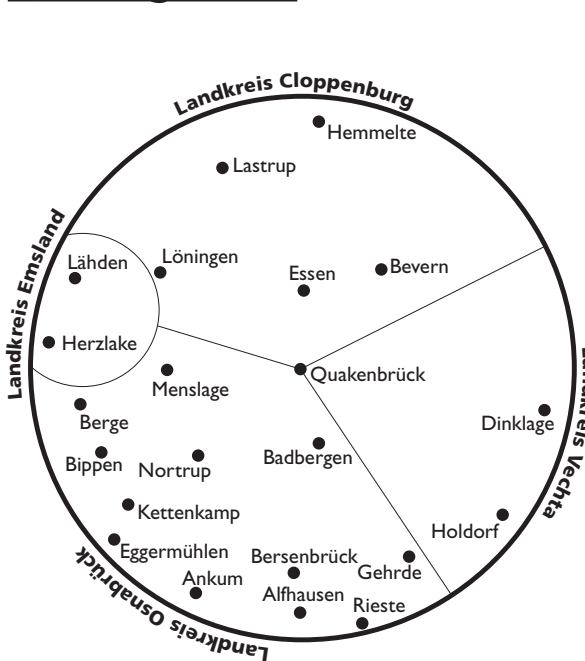 Landkreis Cloppenburg
Hemmelte
Lastrup
Landkreis Emsland
Lähden
Löningen
Essen
Bevern
Herzlake
Menslage
Quakenbrück
Landkreis Vechta
Berge
Dinklage
Bippen
Nortrup
Badbergen
Kettenkamp
Holdorf
Eggermühlen
Bersenbrück
Gehrde
Ankum
Alfhausen
Rieste
Landkreis Osnabrück